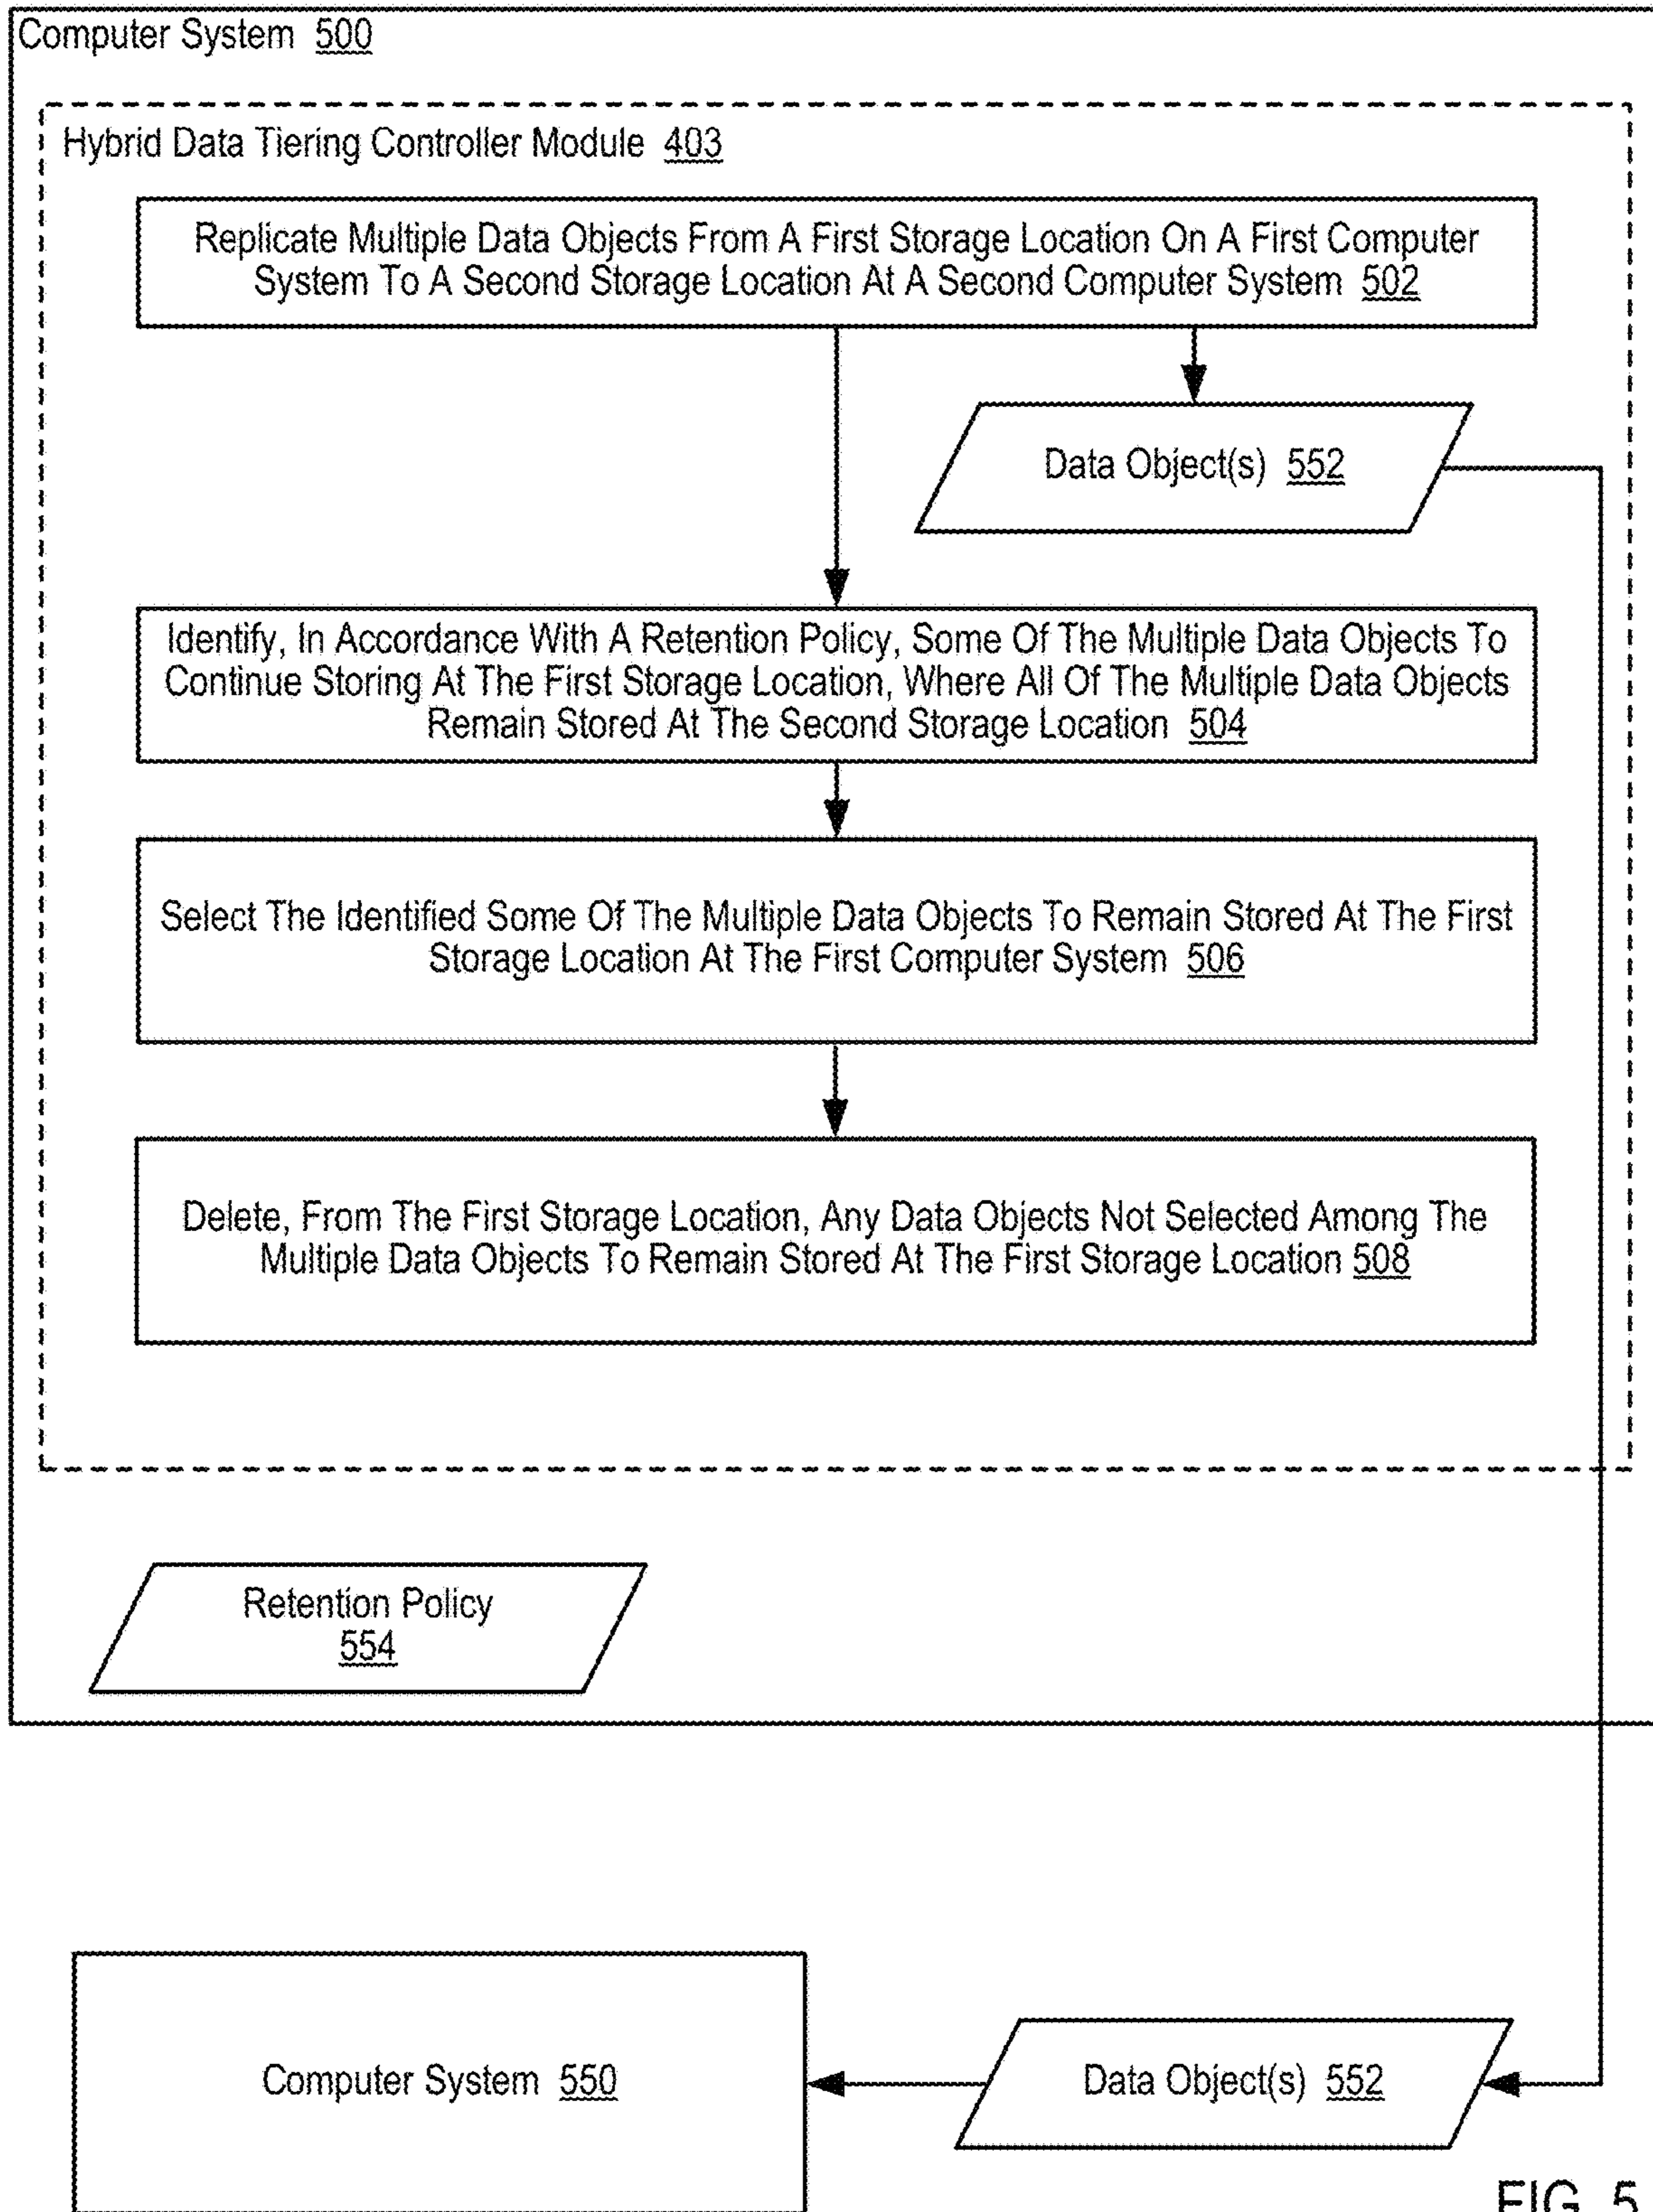 Computer System 500
Hybrid Data Tiering Controller Module 403
Replicate Multiple Data Objects From A First Storage Location On A First Computer
System To A Second Storage Location At A Second Computer System 502
Data Object(s) 552
Identify, In Accordance With A Retention Policy, Some Of The Multiple Data Objects To
Continue Storing At The First Storage Location, Where All Of The Multiple Data Objects
Remain Stored At The Second Storage Location 504
Select The Identified Some Of The Multiple Data Objects To Remain Stored At The First
Storage Location At The First Computer System 506
Delete, From The First Storage Location, Any Data Objects Not Selected Among The
Multiple Data Objects To Remain Stored At The First Storage Location 508
Retention Policy
554
Computer System 550
Data Object(s) 552
FIG. 5